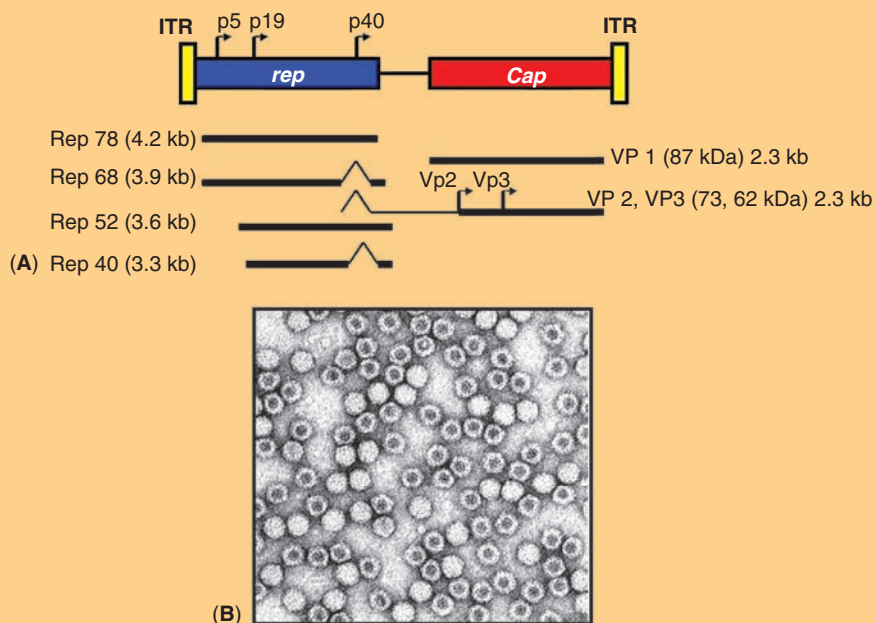 ITR p5 p19 p40 ITR
rep Cap
Rep 78 (4.2 kb)
VP 1 (87 kDa) 2.3 kb
Rep 68 (3.9 kb)
Vp2 Vp3
VP 2, VP3 (73, 62 kDa) 2.3 kb
Rep 52 (3.6 kb)
(A) Rep 40 (3.3 kb)
(B)